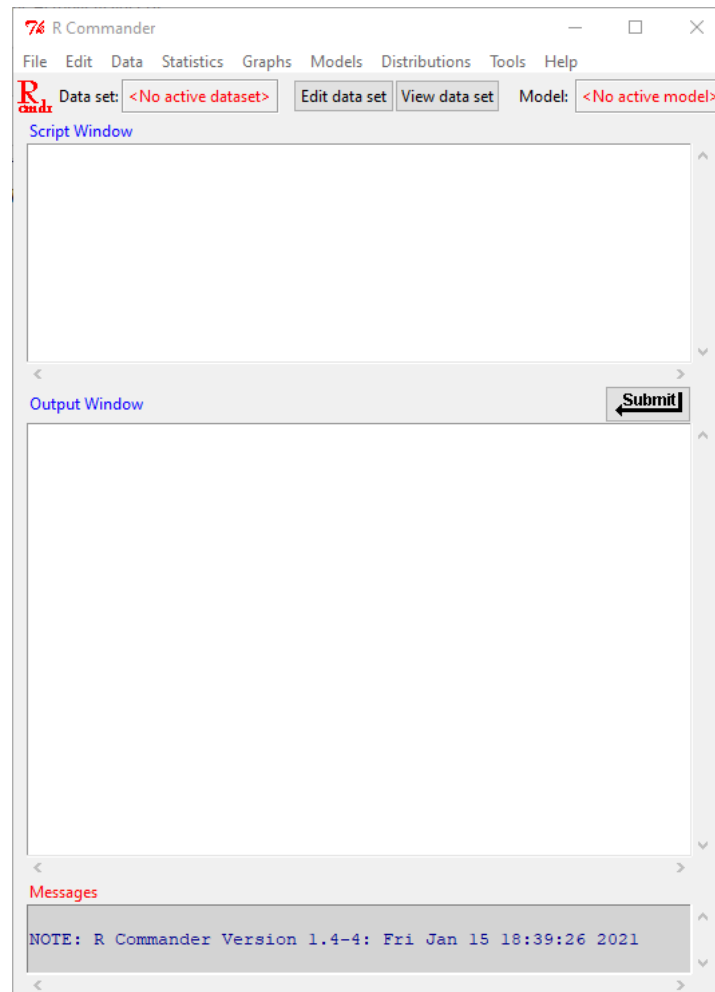 R Commander
File Edit Data Statistics Graphs Models Distributions Tools Help
R cmdr Data set: <No active dataset> Edit data set View data set Model: <No active model>
Script Window
Output Window Submit
Messages
NOTE: R Commander Version 1.4-4: Fri Jan 15 18:39:26 2021